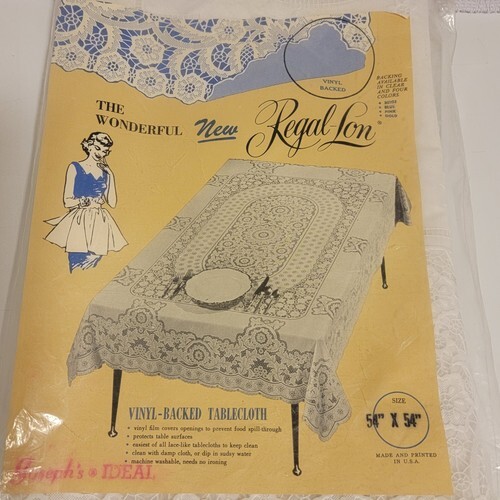 VINYL
BACKED
BACKING
AVAILABLE
IN CLEAR
AND FOUR
COLORS
THE
WONDERFUL
New
Regal-Lon®
VINYL-BACKED TABLECLOTH
• vinyl film covers openings to prevent food spill-through
• protects table surfaces
• easiest of all lace-like tablecloths to keep clean
• clean with damp cloth, or dip in sudsy water
• machine washable, needs no ironing
SIZE
54" X 54"
MADE AND PRINTED
IN U.S.A.
Joseph's * IDEAL